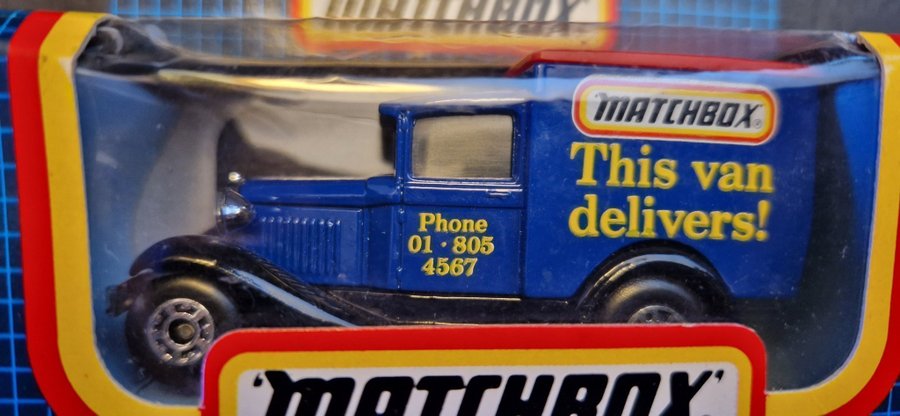 MATCHBOX
'MATCHBOX®
This van
delivers!
Phone
01 · 805
4567
'MATCHBOX'